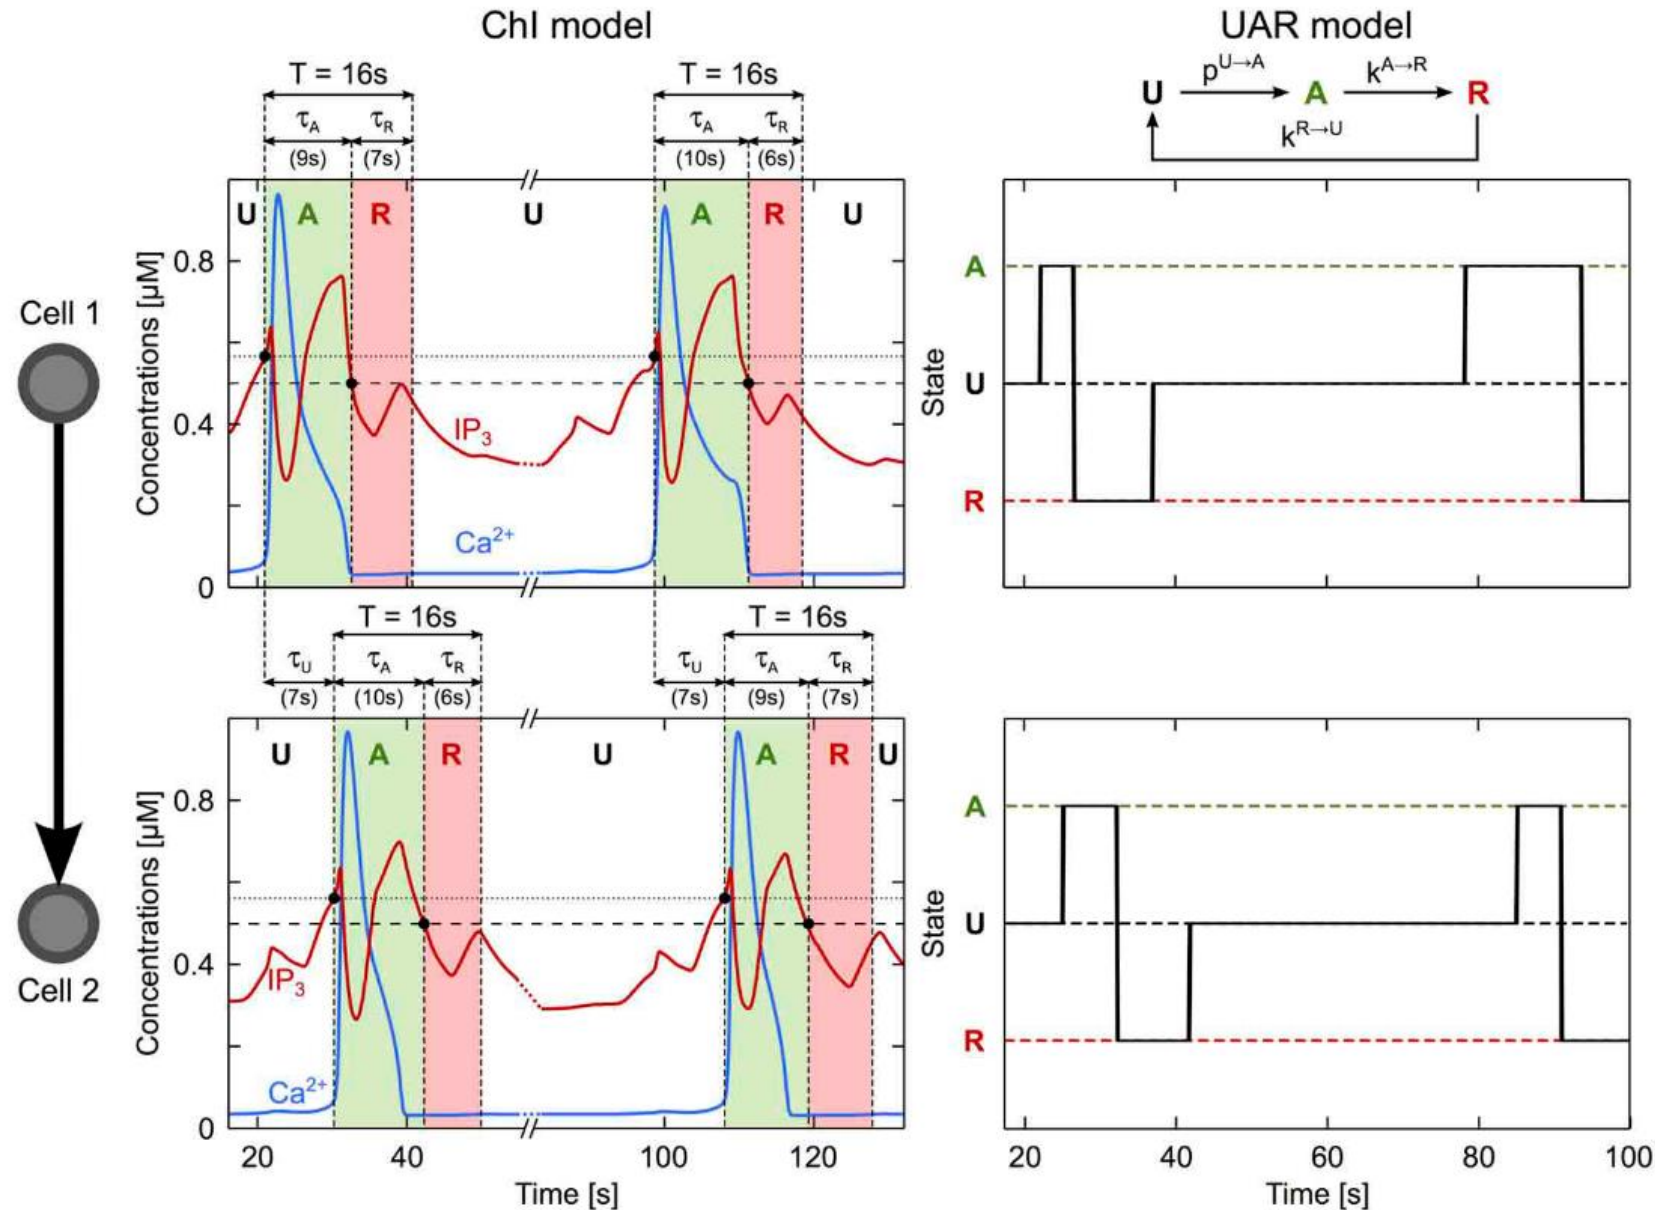 ChI model
UAR model
T = 16s
T = 16s
τA
τR
τA
τR
(9s)
(7s)
(10s)
(6s)
U
pU→A
A
kA→R
R
kR→U
U
A
R
U
A
R
U
Cell 1
Concentrations [µM]
0.8
0.4
0
IP3
Ca2+
State
A
U
R
T = 16s
T = 16s
τU
τA
τR
τU
τA
τR
(7s)
(10s)
(6s)
(7s)
(9s)
(7s)
U
A
R
U
A
R
U
Cell 2
Concentrations [µM]
0.8
0.4
0
IP3
Ca2+
State
A
U
R
20
40
100
120
Time [s]
20
40
60
80
100
Time [s]